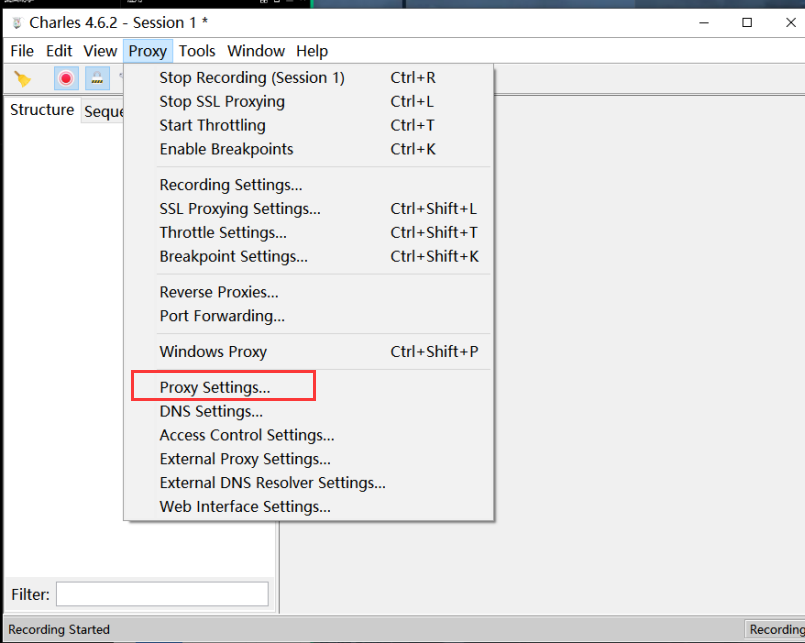 Charles 4.6.2 - Session 1 *
File Edit View Proxy Tools Window Help
Structure
Seque
Stop Recording (Session 1) Ctrl+R
Stop SSL Proxying Ctrl+L
Start Throttling Ctrl+T
Enable Breakpoints Ctrl+K
Recording Settings...
SSL Proxying Settings... Ctrl+Shift+L
Throttle Settings... Ctrl+Shift+T
Breakpoint Settings... Ctrl+Shift+K
Reverse Proxies...
Port Forwarding...
Windows Proxy Ctrl+Shift+P
Proxy Settings...
DNS Settings...
Access Control Settings...
External Proxy Settings...
External DNS Resolver Settings...
Web Interface Settings...
Filter:
Recording Started
Recording